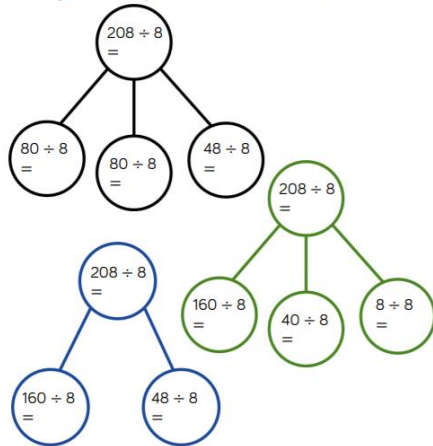 208 ÷ 8
=
80 ÷ 8
=
80 ÷ 8
=
48 ÷ 8
=
208 ÷ 8
=
160 ÷ 8
=
40 ÷ 8
=
8 ÷ 8
=
208 ÷ 8
=
160 ÷ 8
=
48 ÷ 8
=